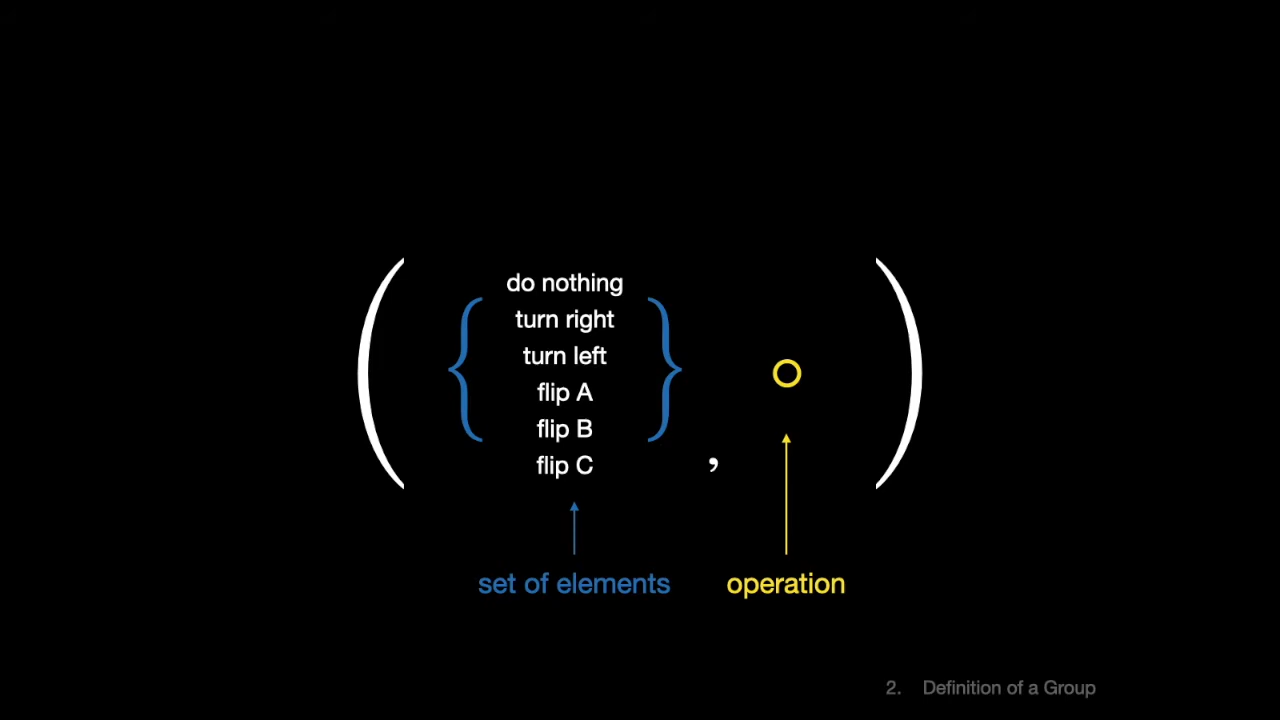 do nothing
turn right
turn left
flip A
flip B
flip C
( { } , ○ )
set of elements
operation
2. Definition of a Group